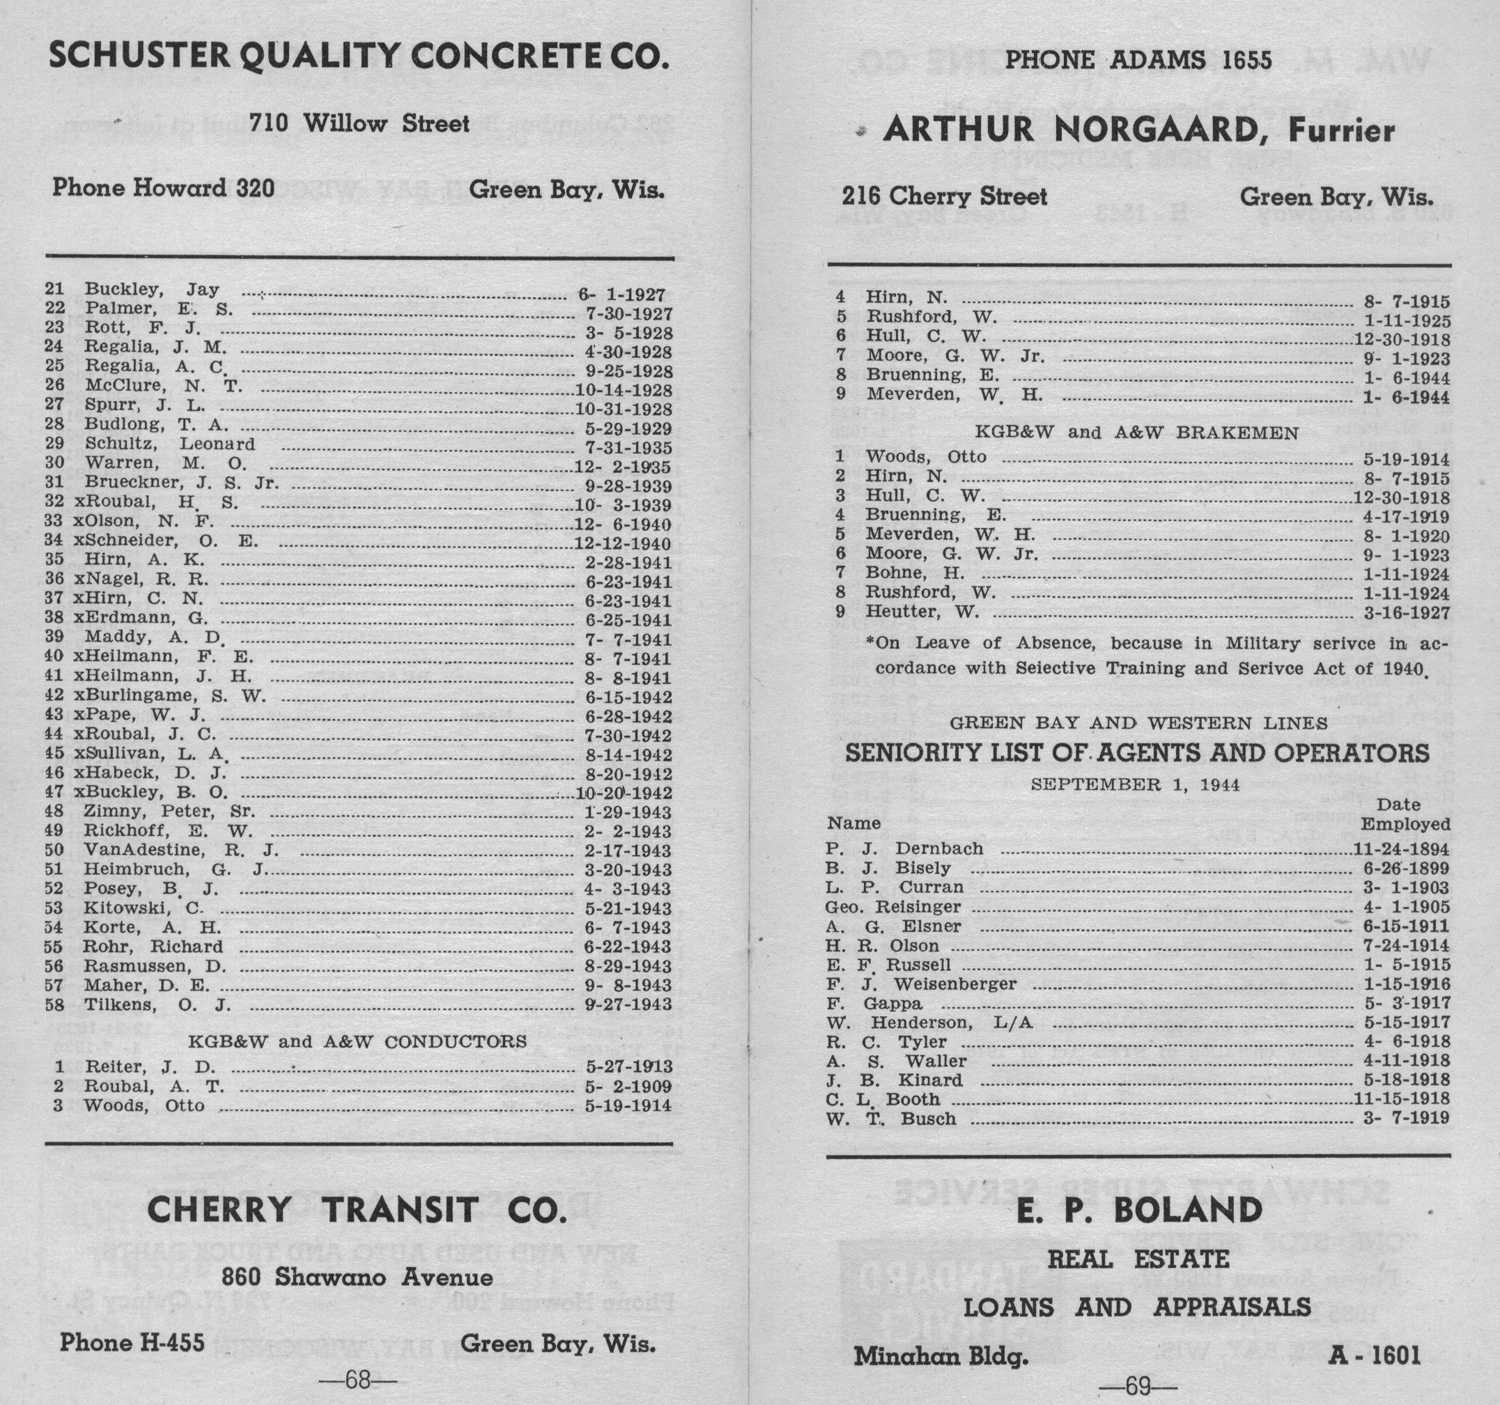 SCHUSTER QUALITY CONCRETE CO.
710 Willow Street
Phone Howard 320 Green Bay, Wis.
21 Buckley, Jay 6- 1-1927
22 Palmer, E. S. 7-30-1927
23 Rott, F. J. 3- 5-1928
24 Regalia, J. M. 4-30-1928
25 Regalia, A. C. 9-25-1928
26 McClure, N. T. 10-14-1928
27 Spurr, J. L. 10-31-1928
28 Budlong, T. A. 5-29-1929
29 Schultz, Leonard 7-31-1935
30 Warren, M. O. 12- 2-1935
31 Brueckner, J. S. Jr. 9-28-1939
32 xRoubal, H. S. 10- 3-1939
33 xOlson, N. F. 12- 6-1940
34 xSchneider, O. E. 12-12-1940
35 Hirn, A. K. 2-28-1941
36 xNagel, R. R. 6-23-1941
37 xHirn, C. N. 6-23-1941
38 xErdmann, G. 6-25-1941
39 Maddy, A. D. 7- 7-1941
40 xHeilmann, F. E. 8- 7-1941
41 xHeilmann, J. H. 8- 8-1941
42 xBurlingame, S. W. 6-15-1942
43 xPape, W. J. 6-28-1942
44 xRoubal, J. C. 7-30-1942
45 xSullivan, L. A. 8-14-1942
46 xHabeck, D. J. 8-20-1942
47 xBuckley, B. O. 10-20-1942
48 Zimny, Peter, Sr. 1-29-1943
49 Rickhoff, E. W. 2- 2-1943
50 VanAdestine, R. J. 2-17-1943
51 Heimbruch, G. J. 3-20-1943
52 Posey, B. J. 4- 3-1943
53 Kitowski, C. 5-21-1943
54 Korte, A. H. 6- 7-1943
55 Rohr, Richard 6-22-1943
56 Rasmussen, D. 8-29-1943
57 Maher, D. E. 9- 8-1943
58 Tilkens, O. J. 9-27-1943
KGB&W and A&W CONDUCTORS
1 Reiter, J. D. 5-27-1913
2 Roubal, A. T. 5- 2-1909
3 Woods, Otto 5-19-1914
CHERRY TRANSIT CO.
860 Shawano Avenue
Phone H-455 Green Bay, Wis.
—68—
PHONE ADAMS 1655
ARTHUR NORGAARD, Furrier
216 Cherry Street Green Bay, Wis.
4 Hirn, N. 8- 7-1915
5 Rushford, W. 1-11-1925
6 Hull, C. W. 12-30-1918
7 Moore, G. W. Jr. 9- 1-1923
8 Bruenning, E. 1- 6-1944
9 Meverden, W. H. 1- 6-1944
KGB&W and A&W BRAKEMEN
1 Woods, Otto 5-19-1914
2 Hirn, N. 8- 7-1915
3 Hull, C. W. 12-30-1918
4 Bruenning, E. 4-17-1919
5 Meverden, W. H. 8- 1-1920
6 Moore, G. W. Jr. 9- 1-1923
7 Bohne, H. 1-11-1924
8 Rushford, W. 1-11-1924
9 Heutter, W. 3-16-1927
*On Leave of Absence, because in Military serivce in ac-
cordance with Seiective Training and Serivce Act of 1940.
GREEN BAY AND WESTERN LINES
SENIORITY LIST OF AGENTS AND OPERATORS
SEPTEMBER 1, 1944
Date
Name Employed
P. J. Dernbach 11-24-1894
B. J. Bisely 6-26-1899
L. P. Curran 3- 1-1903
Geo. Reisinger 4- 1-1905
A. G. Elsner 6-15-1911
H. R. Olson 7-24-1914
E. F. Russell 1- 5-1915
F. J. Weisenberger 1-15-1916
F. Gappa 5- 3-1917
W. Henderson, L/A 5-15-1917
R. C. Tyler 4- 6-1918
A. S. Waller 4-11-1918
J. B. Kinard 5-18-1918
C. L. Booth 11-15-1918
W. T. Busch 3- 7-1919
E. P. BOLAND
REAL ESTATE
LOANS AND APPRAISALS
Minahan Bldg. A - 1601
—69—